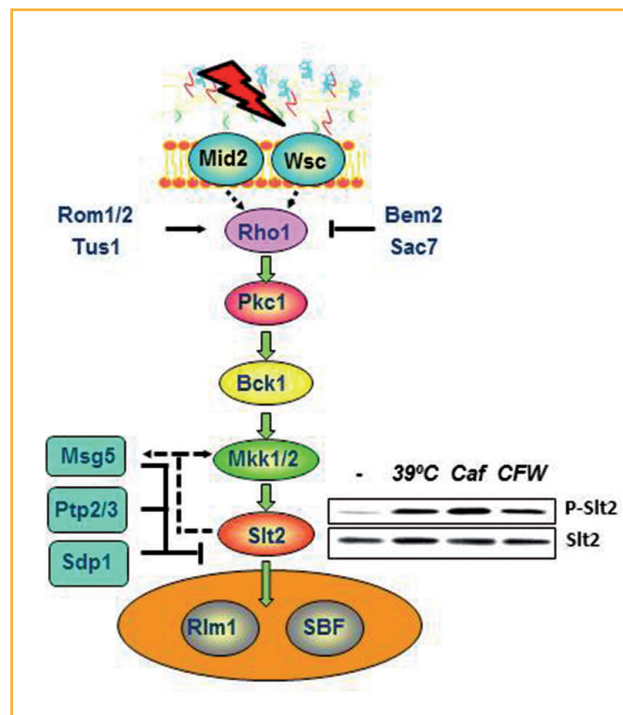 Mid2 Wsc
Rom1/2 Bem2
Rho1
Tus1 Sac7
Pkc1
Bck1
Msg5 Mkk1/2
- 39ºC Caf CFW
Ptp2/3 P-Slt2
Slt2 Slt2
Sdp1
Rlm1 SBF